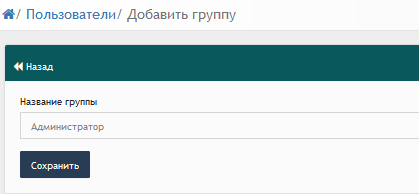 / Пользователи/ Добавить группу
Назад
Название группы
Администратор
Сохранить